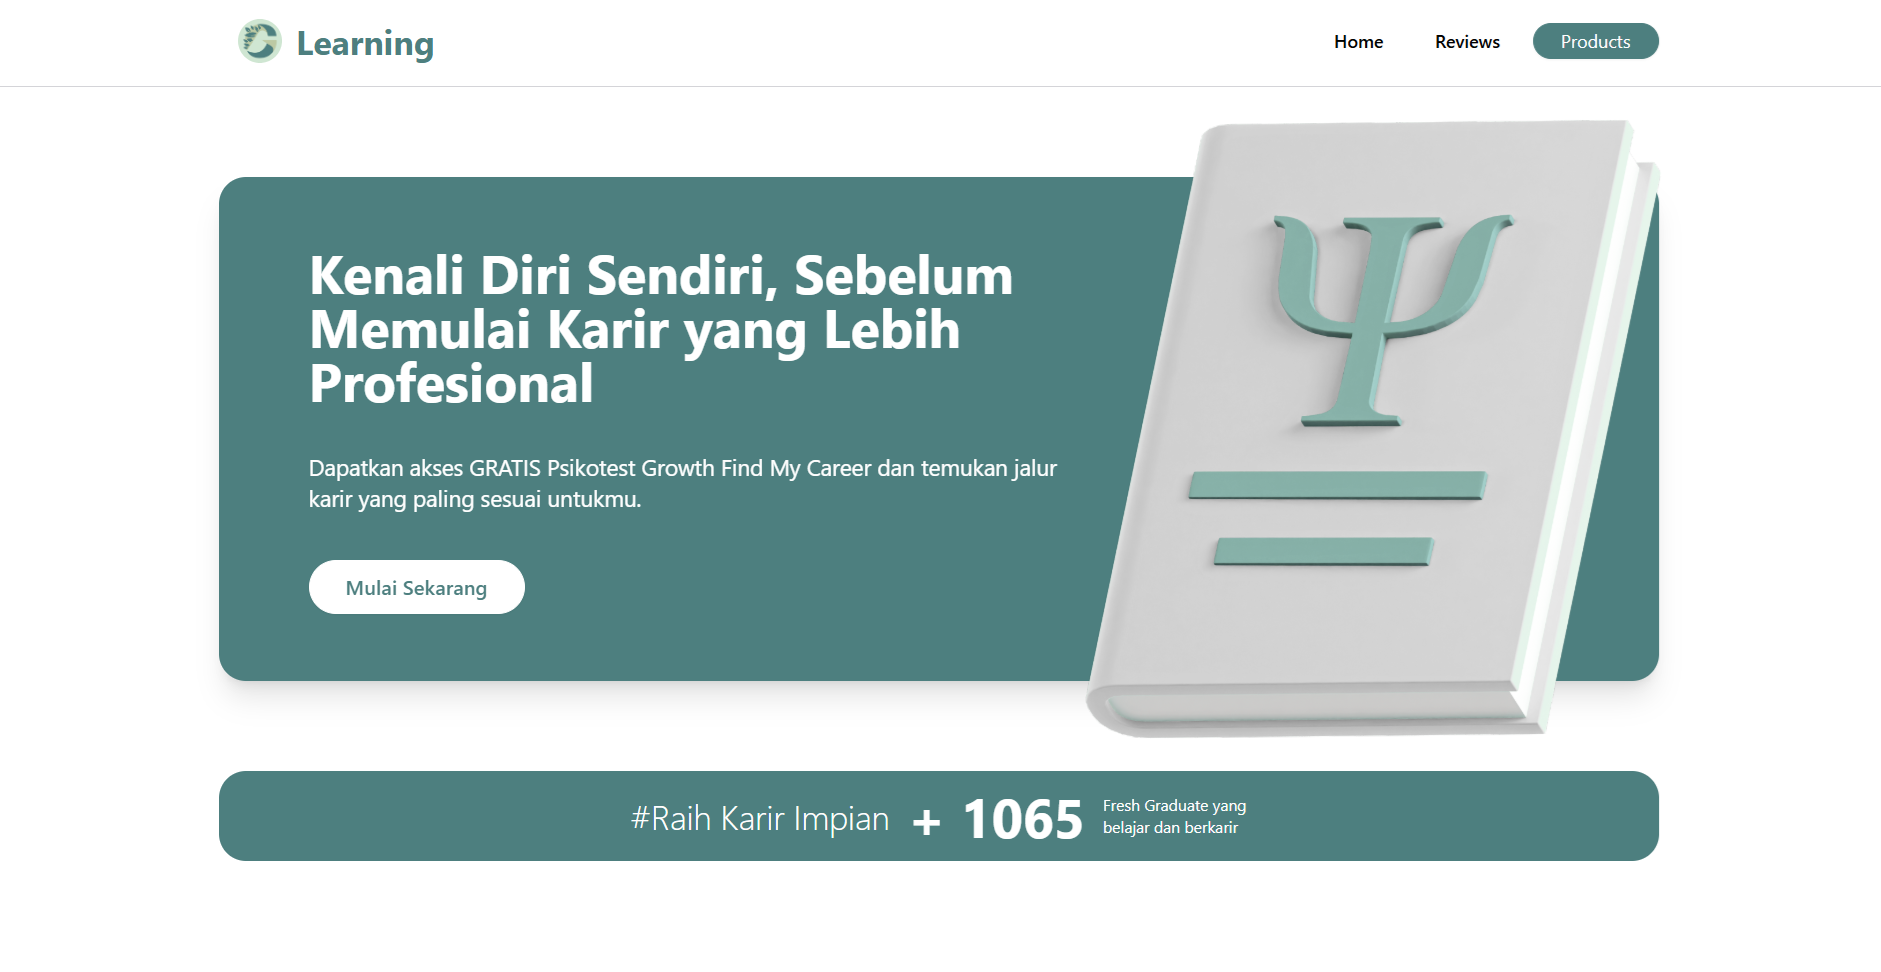 Learning
Home
Reviews
Products
Kenali Diri Sendiri, Sebelum
Memulai Karir yang Lebih
Profesional
Dapatkan akses GRATIS Psikotest Growth Find My Career dan temukan jalur
karir yang paling sesuai untukmu.
Mulai Sekarang
Ψ
#Raih Karir Impian + 1065
Fresh Graduate yang
belajar dan berkarir